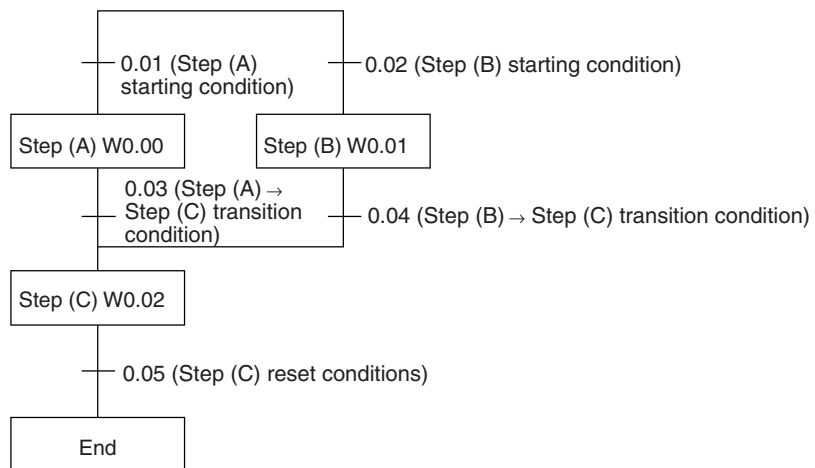 0.01 (Step (A)
starting condition)
0.02 (Step (B) starting condition)
Step (A) W0.00
Step (B) W0.01
0.03 (Step (A) →
Step (C) transition
condition)
0.04 (Step (B) → Step (C) transition condition)
Step (C) W0.02
0.05 (Step (C) reset conditions)
End